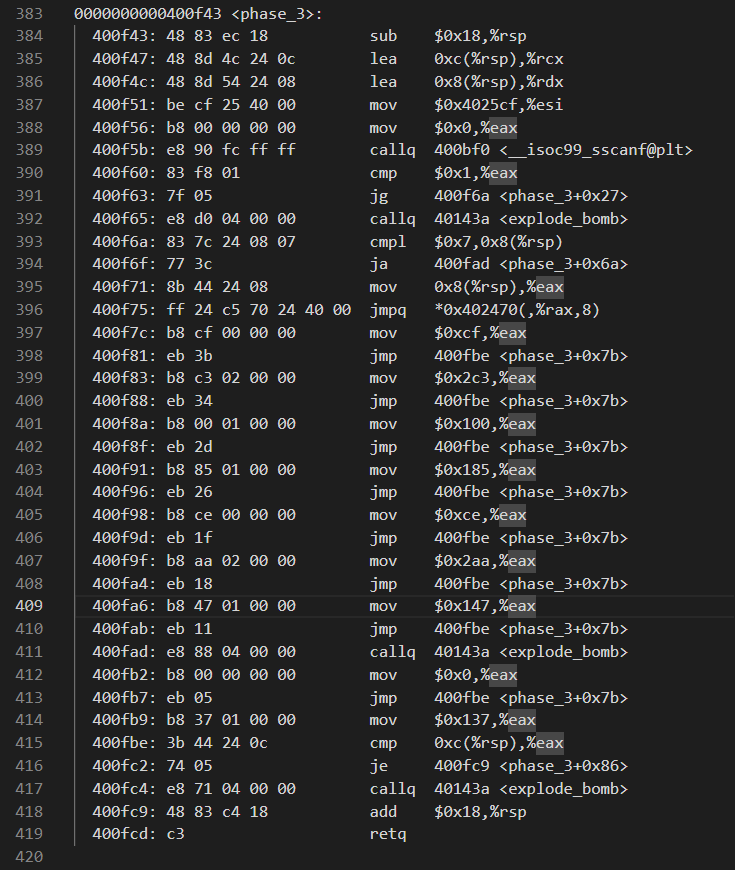 383 0000000000400f43 <phase_3>:
384 400f43: 48 83 ec 18 sub $0x18,%rsp
385 400f47: 48 8d 4c 24 0c lea 0xc(%rsp),%rcx
386 400f4c: 48 8d 54 24 08 lea 0x8(%rsp),%rdx
387 400f51: be cf 25 40 00 mov $0x4025cf,%esi
388 400f56: b8 00 00 00 00 mov $0x0,%eax
389 400f5b: e8 90 fc ff ff callq 400bf0 <__isoc99_sscanf@plt>
390 400f60: 83 f8 01 cmp $0x1,%eax
391 400f63: 7f 05 jg 400f6a <phase_3+0x27>
392 400f65: e8 d0 04 00 00 callq 40143a <explode_bomb>
393 400f6a: 83 7c 24 08 07 cmpl $0x7,0x8(%rsp)
394 400f6f: 77 3c ja 400fad <phase_3+0x6a>
395 400f71: 8b 44 24 08 mov 0x8(%rsp),%eax
396 400f75: ff 24 c5 70 24 40 00 jmpq *0x402470(,%rax,8)
397 400f7c: b8 cf 00 00 00 mov $0xcf,%eax
398 400f81: eb 3b jmp 400fbe <phase_3+0x7b>
399 400f83: b8 c3 02 00 00 mov $0x2c3,%eax
400 400f88: eb 34 jmp 400fbe <phase_3+0x7b>
401 400f8a: b8 00 01 00 00 mov $0x100,%eax
402 400f8f: eb 2d jmp 400fbe <phase_3+0x7b>
403 400f91: b8 85 01 00 00 mov $0x185,%eax
404 400f96: eb 26 jmp 400fbe <phase_3+0x7b>
405 400f98: b8 ce 00 00 00 mov $0xce,%eax
406 400f9d: eb 1f jmp 400fbe <phase_3+0x7b>
407 400f9f: b8 aa 02 00 00 mov $0x2aa,%eax
408 400fa4: eb 18 jmp 400fbe <phase_3+0x7b>
409 400fa6: b8 47 01 00 00 mov $0x147,%eax
410 400fab: eb 11 jmp 400fbe <phase_3+0x7b>
411 400fad: e8 88 04 00 00 callq 40143a <explode_bomb>
412 400fb2: b8 00 00 00 00 mov $0x0,%eax
413 400fb7: eb 05 jmp 400fbe <phase_3+0x7b>
414 400fb9: b8 37 01 00 00 mov $0x137,%eax
415 400fbe: 3b 44 24 0c cmp 0xc(%rsp),%eax
416 400fc2: 74 05 je 400fc9 <phase_3+0x86>
417 400fc4: e8 71 04 00 00 callq 40143a <explode_bomb>
418 400fc9: 48 83 c4 18 add $0x18,%rsp
419 400fcd: c3 retq
420